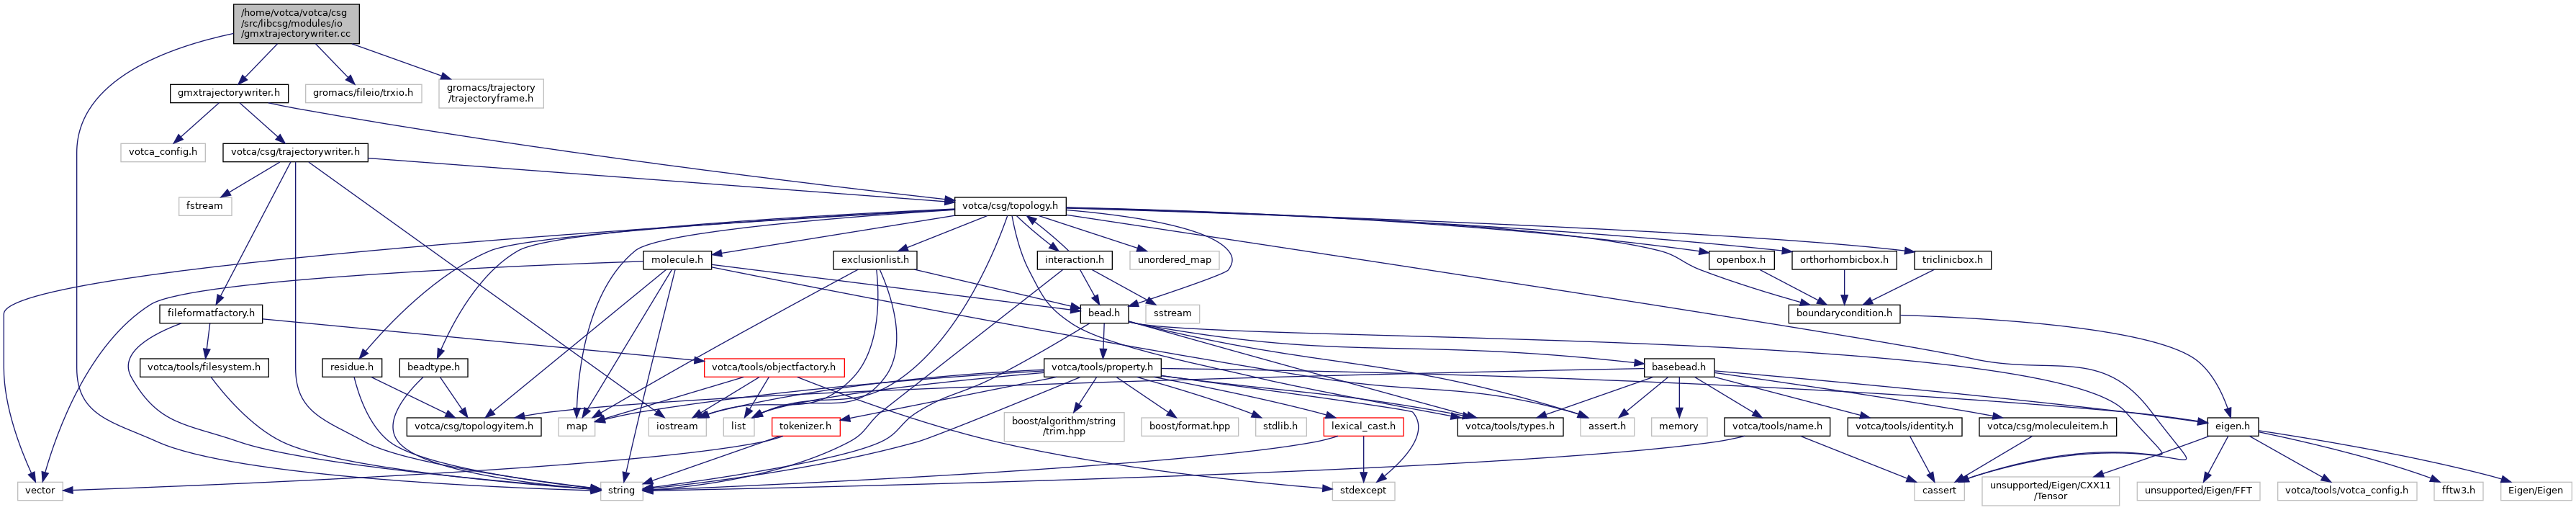 /home/votca/votca/csg
/src/libcsg/modules/io
/gmxtrajectorywriter.cc
gmxtrajectorywriter.h
gromacs/fileio/trxio.h
gromacs/trajectory
/trajectoryframe.h
votca_config.h
votca/csg/trajectorywriter.h
fstream
votca/csg/topology.h
molecule.h
exclusionlist.h
interaction.h
unordered_map
openbox.h
orthorhombicbox.h
triclinicbox.h
fileformatfactory.h
bead.h
sstream
boundarycondition.h
votca/tools/filesystem.h
residue.h
beadtype.h
votca/tools/objectfactory.h
votca/tools/property.h
basebead.h
votca/csg/topologyitem.h
map
iostream
list
tokenizer.h
boost/algorithm/string
/trim.hpp
boost/format.hpp
stdlib.h
lexical_cast.h
votca/tools/types.h
assert.h
memory
votca/tools/name.h
votca/tools/identity.h
votca/csg/moleculeitem.h
eigen.h
vector
string
stdexcept
cassert
unsupported/Eigen/CXX11
/Tensor
unsupported/Eigen/FFT
votca/tools/votca_config.h
fftw3.h
Eigen/Eigen